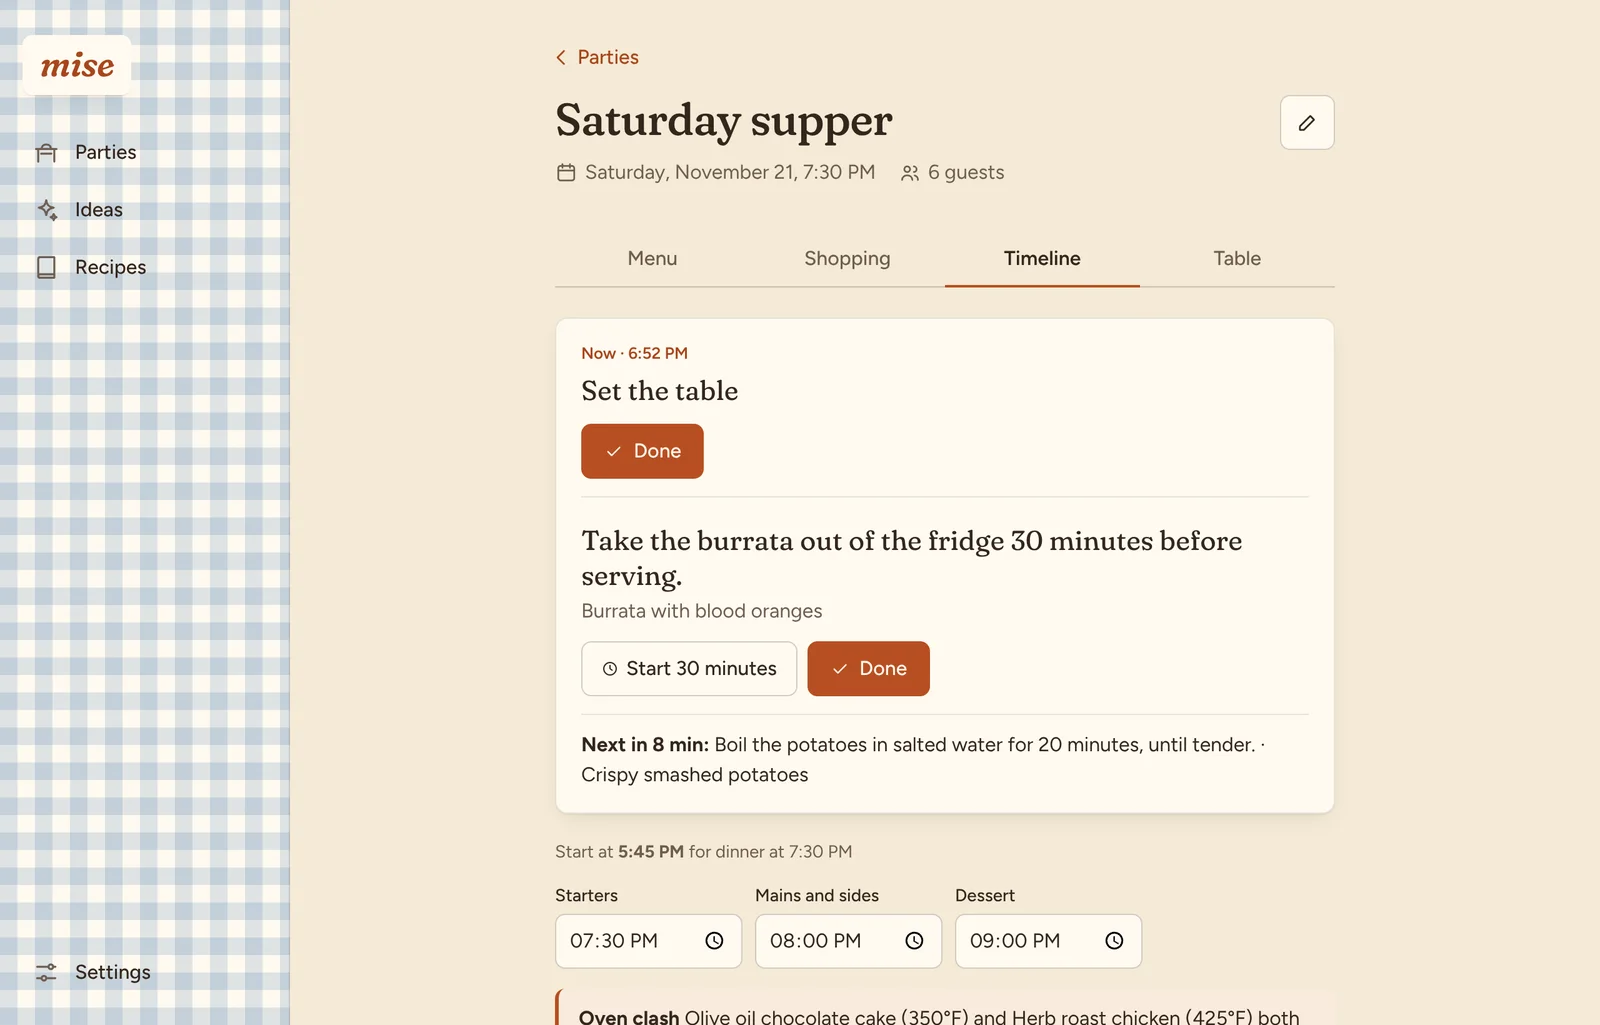 mise
Parties
Ideas
Recipes
Settings
Parties
Saturday supper
Saturday, November 21, 7:30 PM 6 guests
Menu Shopping Timeline Table
Now · 6:52 PM
Set the table
Done
Take the burrata out of the fridge 30 minutes before
serving.
Burrata with blood oranges
Start 30 minutes Done
Next in 8 min: Boil the potatoes in salted water for 20 minutes, until tender. ·
Crispy smashed potatoes
Start at 5:45 PM for dinner at 7:30 PM
Starters Mains and sides Dessert
07:30 PM 08:00 PM 09:00 PM
Oven clash Olive oil chocolate cake (350°F) and Herb roast chicken (425°F) both